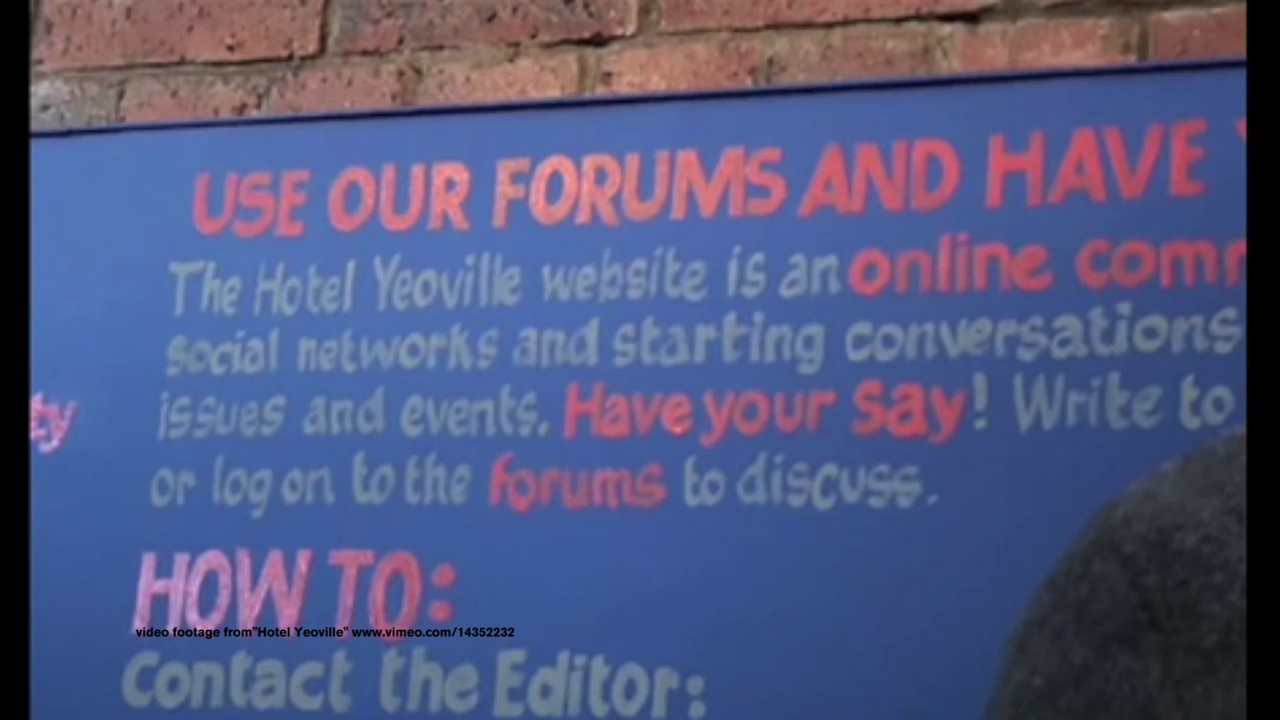 USE OUR FORUMS AND HAVE
The Hotel Yeoville website is an online
social networks and starting conversations
issues and events. Have your say! Write to
or log on to the forums to discuss.
HOW TO:
video footage from"Hotel Yeoville" www.vimeo.com/14352232
Contact the Editor: